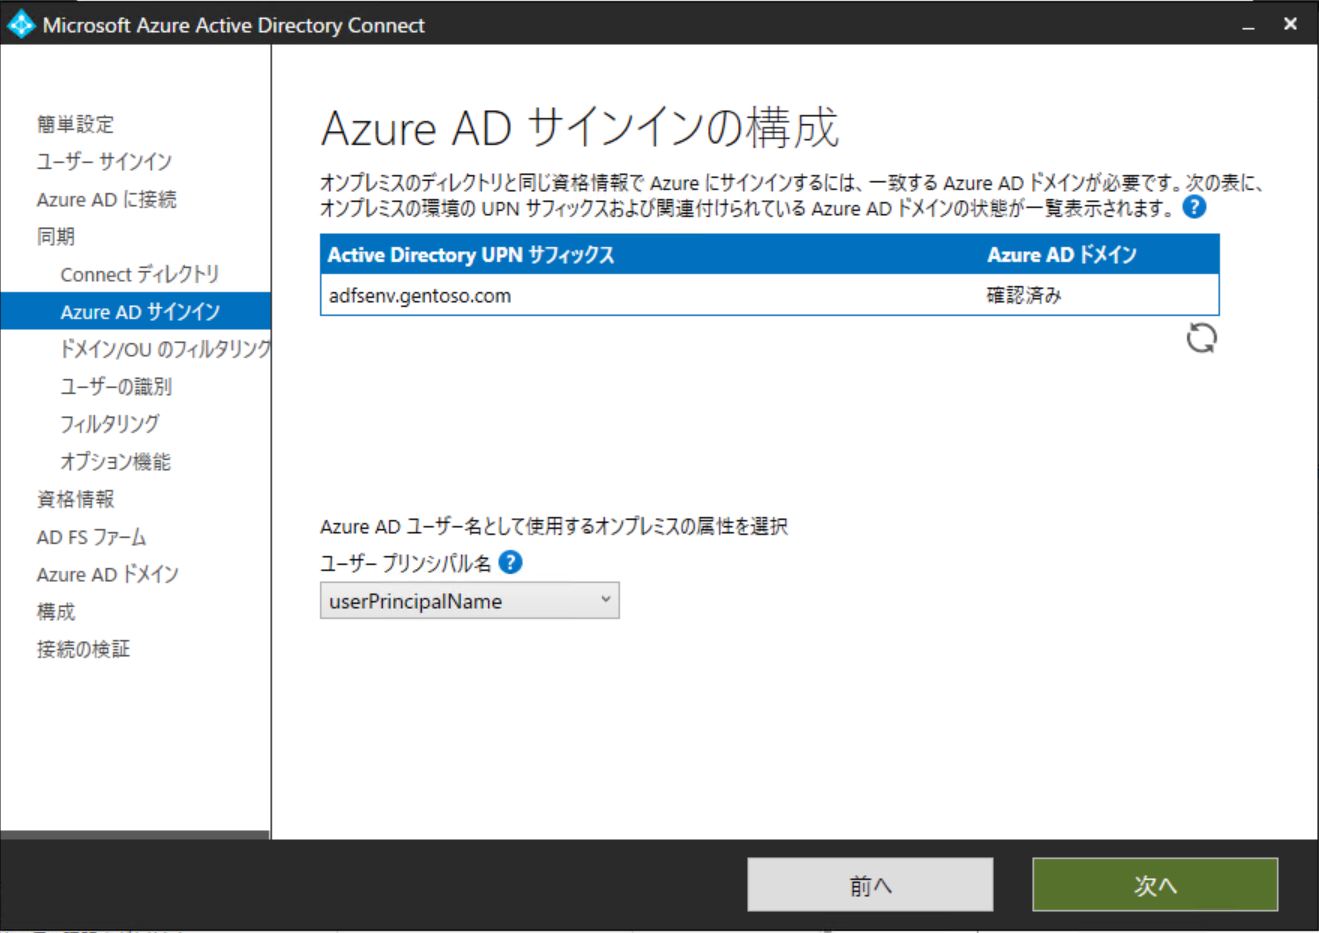 Microsoft Azure Active Directory Connect
簡単設定
ユーザー サインイン
Azure AD に接続
同期
Connect ディレクトリ
Azure AD サインイン
ドメイン/OU のフィルタリング
ユーザーの識別
フィルタリング
オプション機能
資格情報
AD FS ファーム
Azure AD ドメイン
構成
接続の検証
Azure AD サインインの構成
オンプレミスのディレクトリと同じ資格情報で Azure にサインインするには、一致する Azure AD ドメインが必要です。次の表に、
オンプレミスの環境の UPN サフィックスおよび関連付けられている Azure AD ドメインの状態が一覧表示されます。 ?
Active Directory UPN サフィックス Azure AD ドメイン
adfsenv.gentoso.com 確認済み
Azure AD ユーザー名として使用するオンプレミスの属性を選択
ユーザー プリンシパル名 ?
userPrincipalName
前へ 次へ